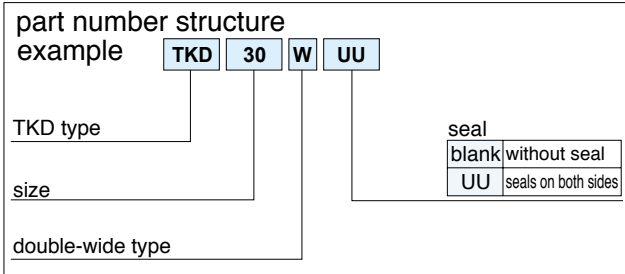 part number structure
example TKD 30 W UU
TKD type
seal
blank without seal
UU seals on both sides
size
double-wide type